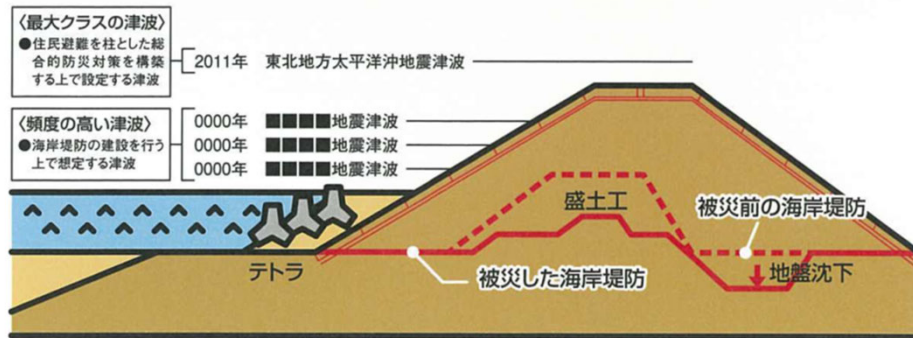 〈最大クラスの津波〉
●住民避難を柱とした総
合的防災対策を構築
する上で設定する津波
2011年 東北地方太平洋沖地震津波
〈頻度の高い津波〉
●海岸堤防の建設を行う
上で想定する津波
0000年 ■■■■地震津波
0000年 ■■■■地震津波
0000年 ■■■■地震津波
盛土工
被災前の海岸堤防
テトラ
被災した海岸堤防
地盤沈下